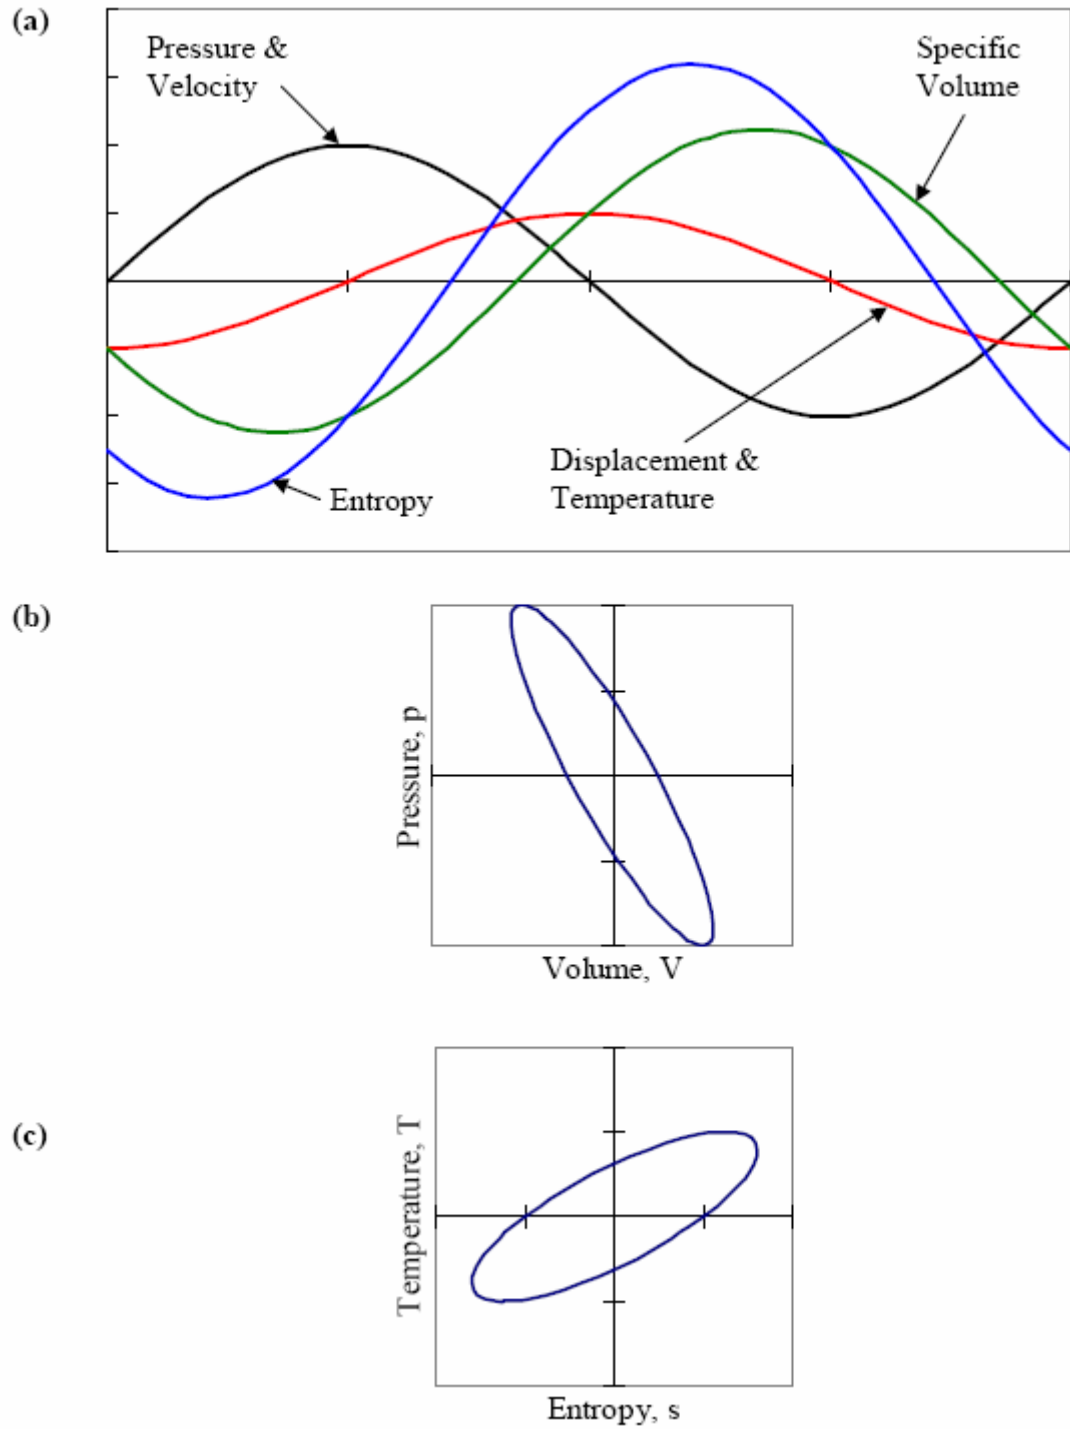 (a)
Pressure &
Velocity
Specific
Volume
Displacement &
Temperature
Entropy
(b)
Pressure, p
Volume, V
(c)
Temperature, T
Entropy, s